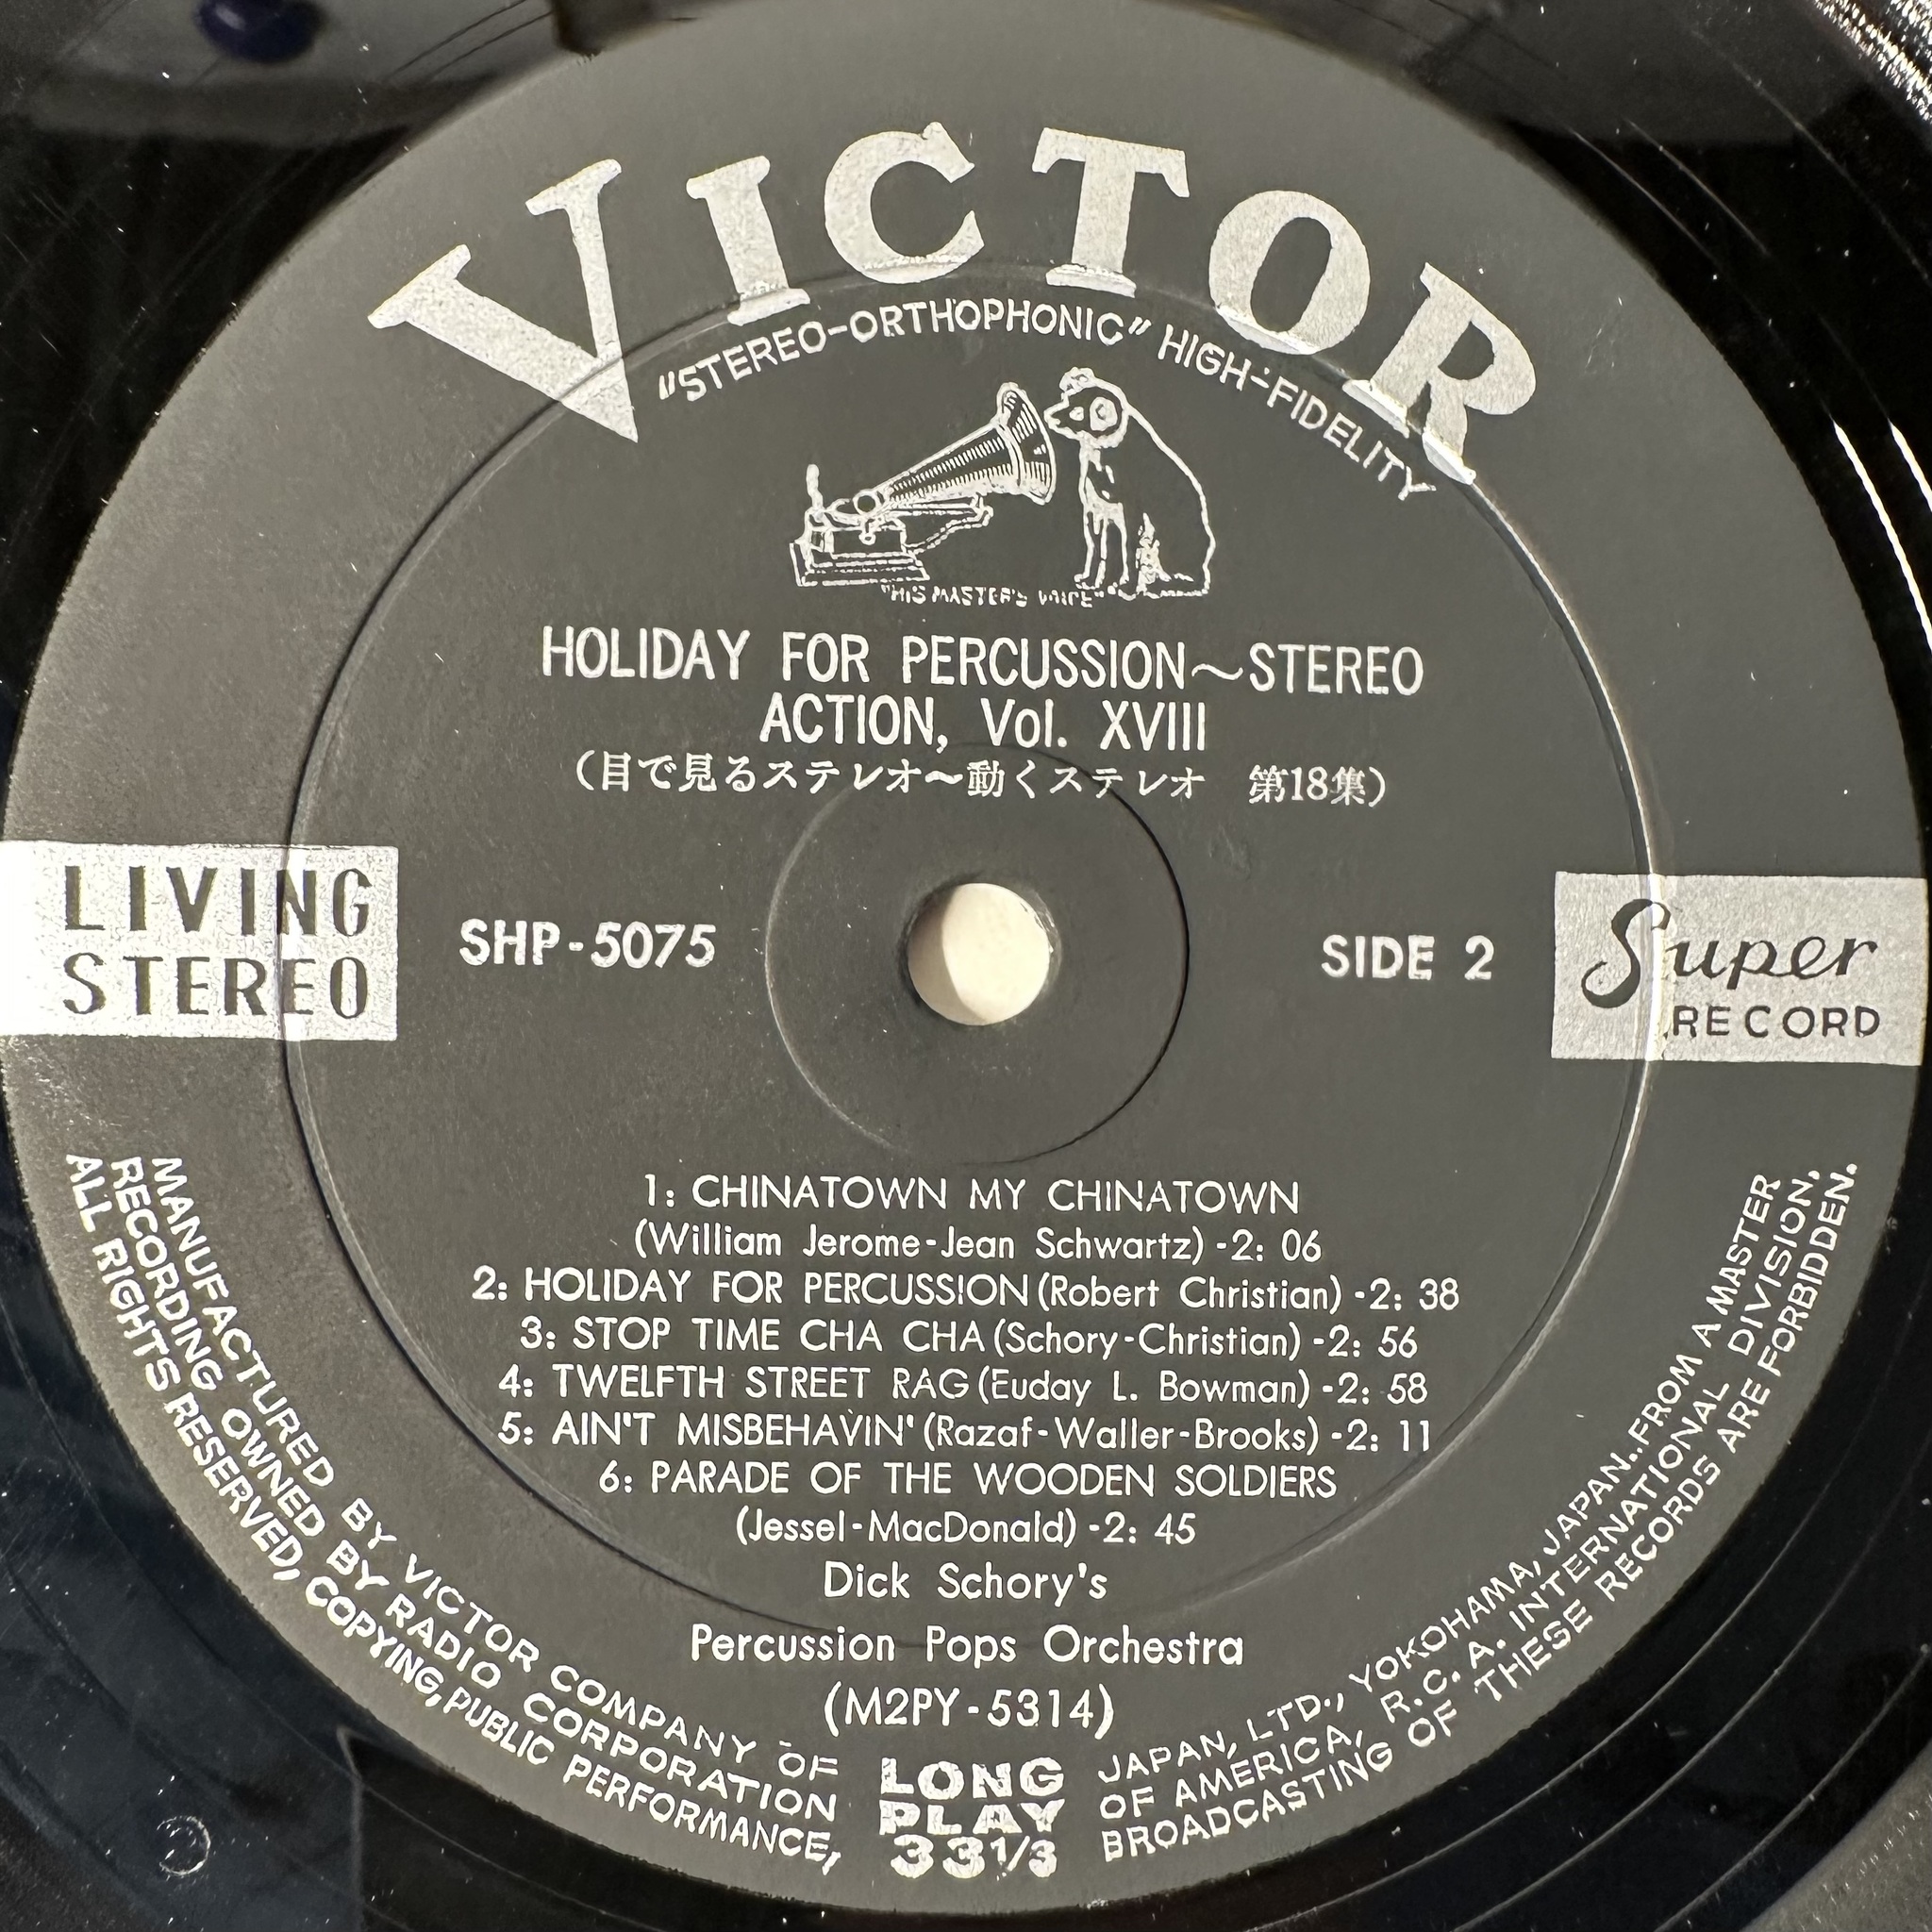 VICTOR
"STEREO-ORTHOPHONIC" HIGH-FIDELITY
"HIS MASTER'S VOICE"
HOLIDAY FOR PERCUSSION~STEREO
ACTION, Vol. XVIII
(目で見るステレオ～動くステレオ 第18集)
LIVING
STEREO
SHP-5075
SIDE 2
Super
RECORD
1: CHINATOWN MY CHINATOWN
(William Jerome-Jean Schwartz) -2: 06
2: HOLIDAY FOR PERCUSSION (Robert Christian) -2: 38
3: STOP TIME CHA CHA (Schory-Christian) -2: 56
4: TWELFTH STREET RAG (Euday L. Bowman) -2: 58
5: AIN'T MISBEHAVIN' (Razaf-Waller-Brooks) -2: 11
6: PARADE OF THE WOODEN SOLDIERS
(Jessel-MacDonald) -2: 45
Dick Schory's
Percussion Pops Orchestra
(M2PY-5314)
LONG
PLAY
33 1/3
MANUFACTURED BY VICTOR COMPANY OF JAPAN, LTD., YOKOHAMA, JAPAN. FROM A MASTER
RECORDING OWNED BY RADIO CORPORATION OF AMERICA, R.C.A. INTERNATIONAL DIVISION,
ALL RIGHTS RESERVED, COPYING, PUBLIC PERFORMANCE, BROADCASTING OF THESE RECORDS ARE FORBIDDEN.